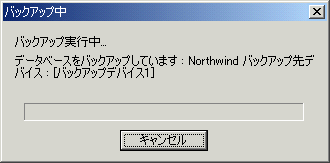 バックアップ中
バックアップ実行中...
データベースをバックアップしています : Northwind バックアップ先デ
バイス : [バックアップデバイス1]
キャンセル